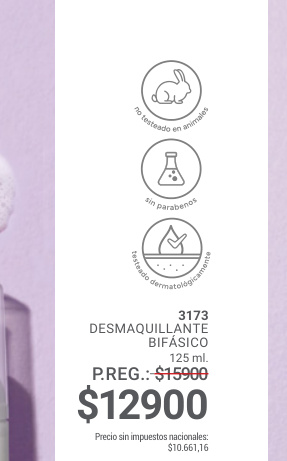 no testeado en animales
sin parabenos
testeado dermatológicamente
3173
DESMAQUILLANTE
BIFÁSICO
125 ml.
P.REG.: $15900
$12900
Precio sin impuestos nacionales:
$10.661,16